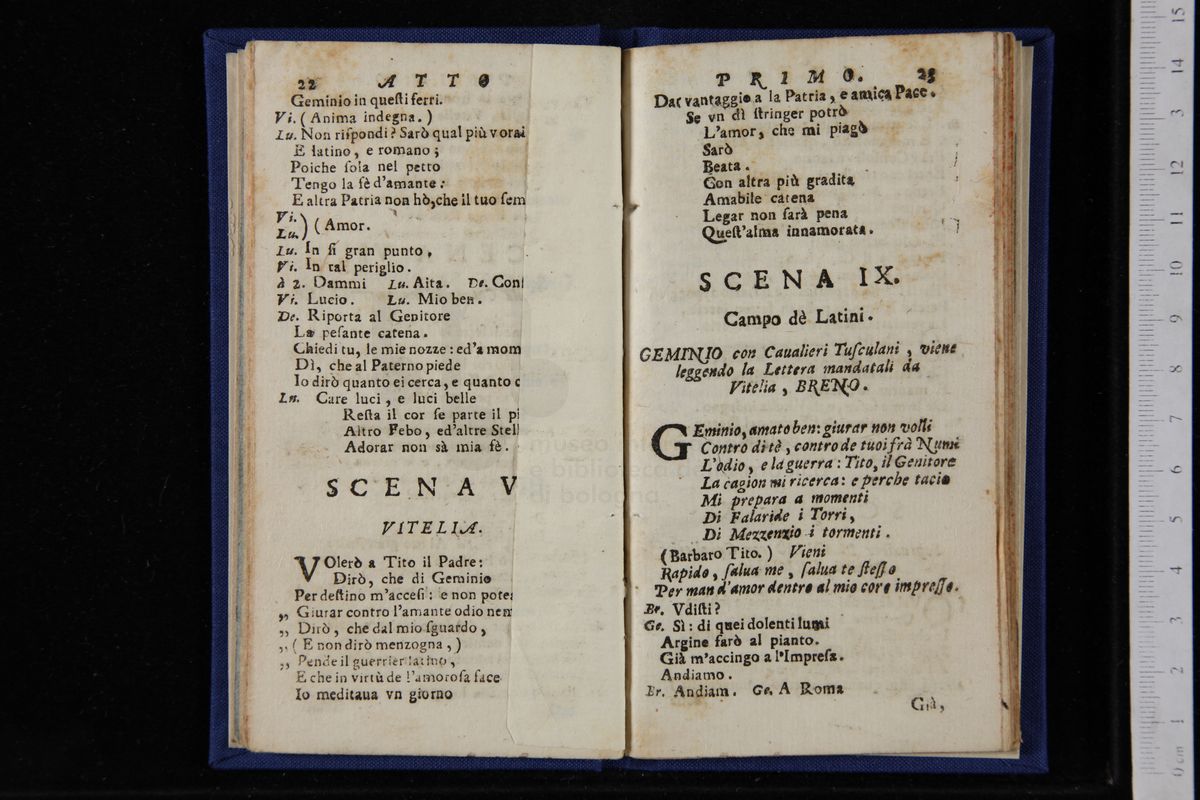 22 ATTO
Geminio in questi ferri.
Vi. ( Anima indegna. )
Lu. Non rispondi? Sarò qual più vorai
E latino, e romano;
Poiche sola nel petto
Tengo la fè d'amante:
E altra Patria non hò, che il tuo sem
Vi.
Lu. ) ( Amor.
Lu. In sì gran punto,
Vi. In tal periglio.
à 2. Dammi Lu. Aita. De. Cons
Vi. Lucio. Lu. Mio ben.
De. Riporta al Genitore
La pesante catena.
Chiedi tu, le mie nozze: ed'a mom
Dì, che al Paterno piede
Io dirò quanto ei cerca, e quanto
Lu. Care luci, e luci belle
Resta il cor se parte il pi
Altro Febo, ed'altre Stel
Adorar non sà mia fè.
SCENA V
VITELIA.
VOlerò a Tito il Padre:
Dirò, che di Geminio
Per destino m'accesi: e non pote
„ Giurar contro l'amante odio nem
„ Dirò, che dal mio sguardo,
„ ( E non dirò menzogna, )
„ Pende il guerrier latino,
E che in virtù de l'amorosa face
Io meditaua vn giorno
PRIMO. 23
Dar vantaggio a la Patria, e amica Pace.
Se vn dì stringer potrò
L'amor, che mi piagò
Sarò
Beata.
Con altra più gradita
Amabile catena
Legar non sarà pena
Quest'alma innamorata.
SCENA IX.
Campo dè Latini.
GEMINIO con Caualieri Tusculani, viene
leggendo la Lettera mandatali da
Vitelia, BRENO.
GEminio, amato ben: giurar non volli
Contro di tè, contro de tuoi frà Numi
L'odio, e la guerra: Tito, il Genitore
La cagion mi ricerca: e perche tacio
Mi prepara a momenti
Di Falaride i Torri,
Di Mezzenzio i tormenti.
(Barbaro Tito.) Vieni
Rapido, salua me, salua te stesso
Per man d'amor dentro al mio core impresso.
Br. Vdisti?
Ge. Sì: di quei dolenti lumi
Argine farò al pianto.
Già m'accingo a l'Impresa.
Andiamo.
Br. Andiam. Ge. A Roma
Già,